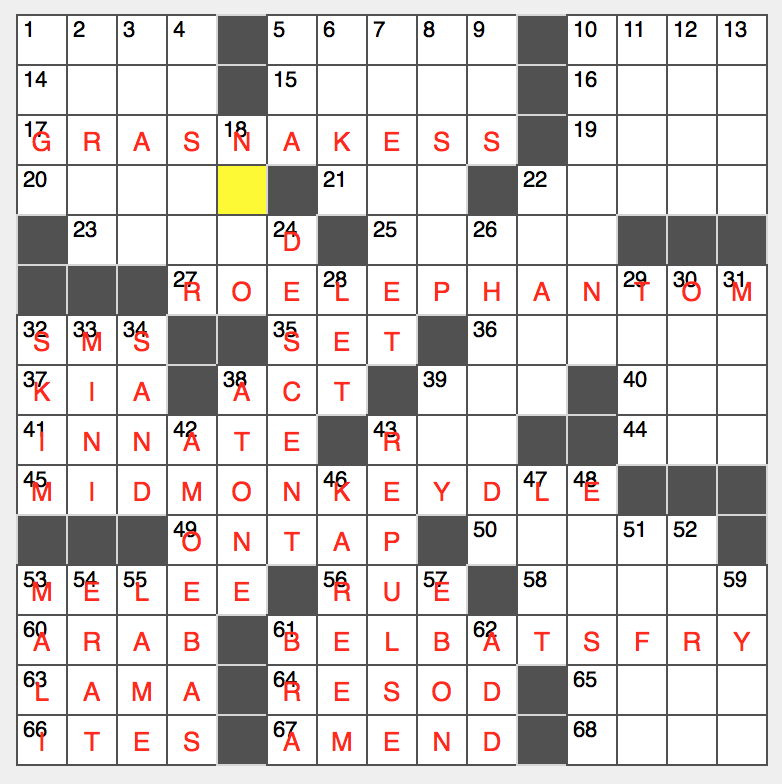 1 2 3 4 5 6 7 8 9 10 11 12 13
14 15 16
17 G R A S 18 N A K E S S 19
20 21 22
23 24 D 25 26
27 R O E 28 L E P H A N 29 T 30 O 31 M
32 S 33 M 34 S 35 S E T 36
37 K I A 38 A C T 39 40
41 I N N 42 A T E 43 R 44
45 M I D M O N 46 K E Y D 47 L 48 E
49 O N T A P 50 51 52
53 M 54 E 55 L E E 56 R U 57 E 58 59
60 A R A B 61 B E L B 62 A T S F R Y
63 L A M A 64 R E S O D 65
66 I T E S 67 A M E N D 68